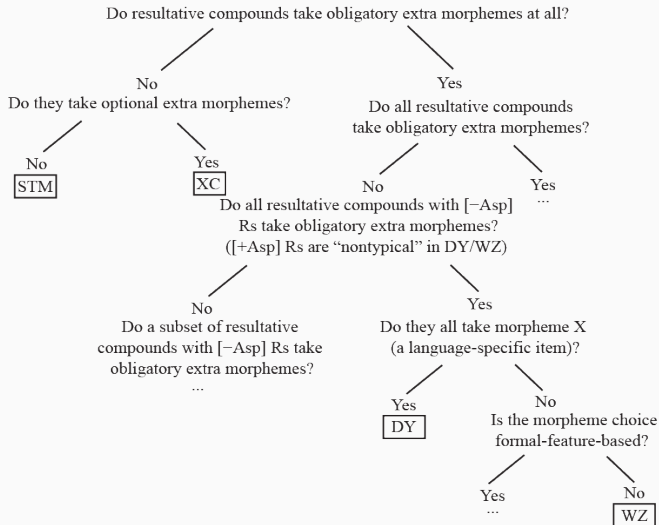 Do resultative compounds take obligatory extra morphemes at all?
No
Do they take optional extra morphemes?
Yes
Do all resultative compounds
take obligatory extra morphemes?
No
STM
Yes
XC
No
Do all resultative compounds with [−Asp]
Rs take obligatory extra morphemes?
([+Asp] Rs are “nontypical” in DY/WZ)
Yes
...
No
Do a subset of resultative
compounds with [−Asp] Rs take
obligatory extra morphemes?
...
Yes
Do they all take morpheme X
(a language-specific item)?
Yes
DY
No
Is the morpheme choice
formal-feature-based?
Yes
...
No
WZ